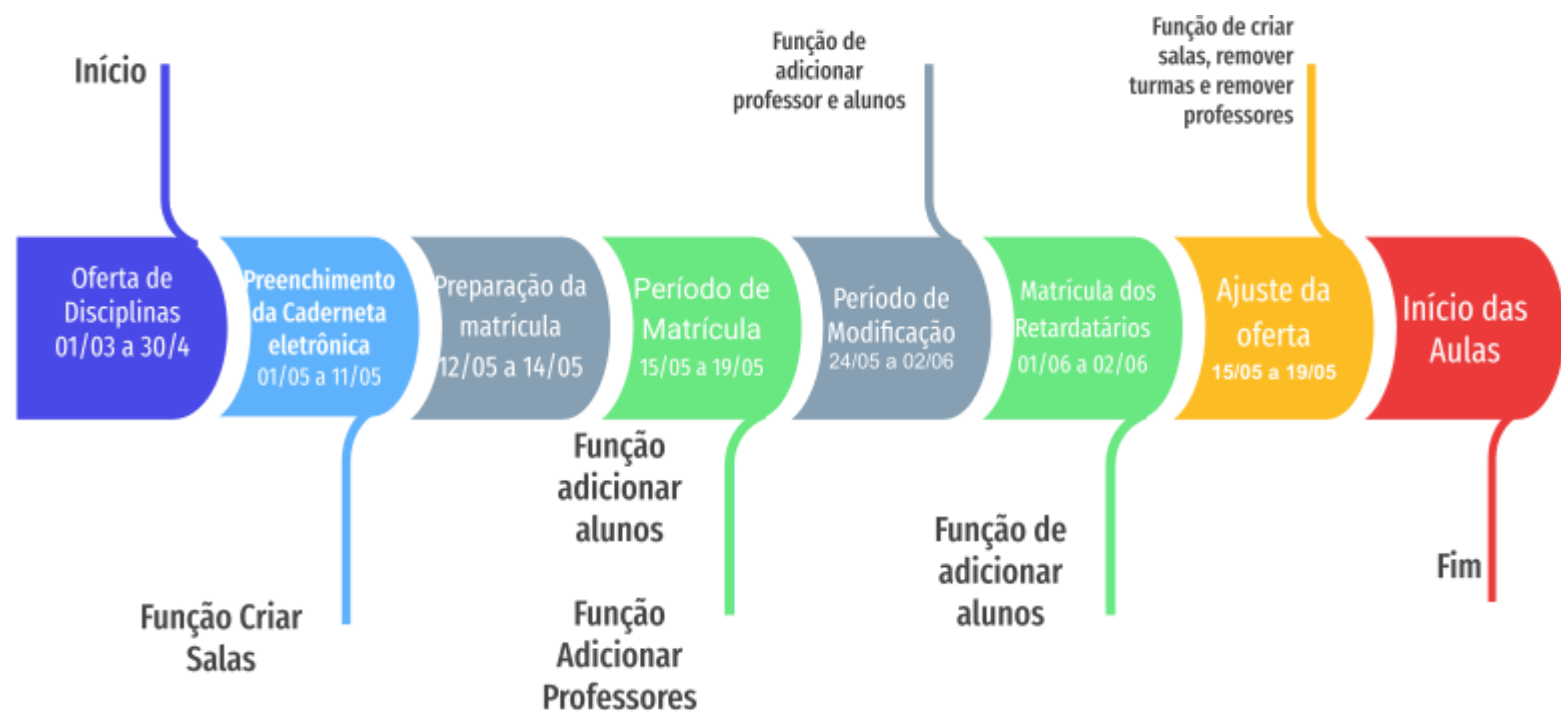 Início
Função de
adicionar
professor e alunos
Função de criar
salas, remover
turmas e remover
professores
Oferta de
Disciplinas
01/03 a 30/4
Preenchimento
da Caderneta
eletrônica
01/05 a 11/05
Preparação da
matrícula
12/05 a 14/05
Período de
Matrícula
15/05 a 19/05
Período de
Modificação
24/05 a 02/06
Matrícula dos
Retardatários
01/06 a 02/06
Ajuste da
oferta
15/05 a 19/05
Início das
Aulas
Função Criar
Salas
Função
adicionar
alunos
Função
Adicionar
Professores
Função de
adicionar
alunos
Fim